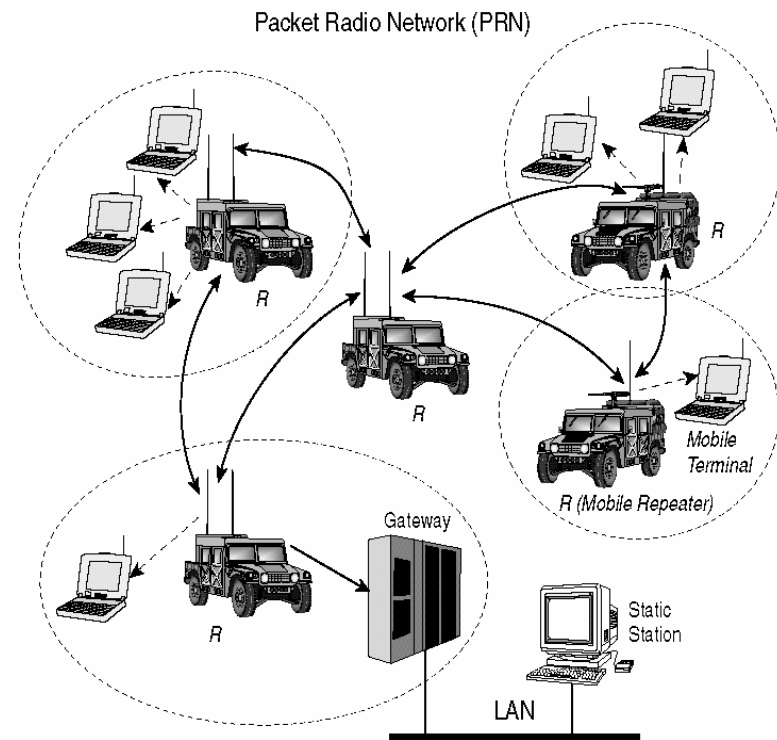 Packet Radio Network (PRN)
R
R
R
Mobile
Terminal
R (Mobile Repeater)
Gateway
R
Static
Station
LAN